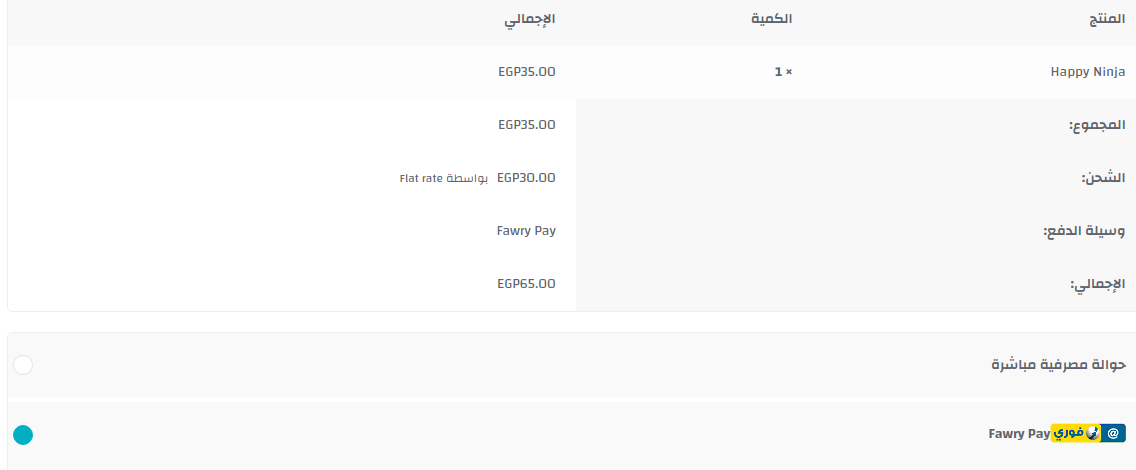 المنتج الكمية الإجمالي
Happy Ninja × 1 EGP35.00
المجموع: EGP35.00
الشحن: EGP30.00 بواسطة Flat rate
وسيلة الدفع: Fawry Pay
الإجمالي: EGP65.00
حوالة مصرفية مباشرة
@ فوري Fawry Pay